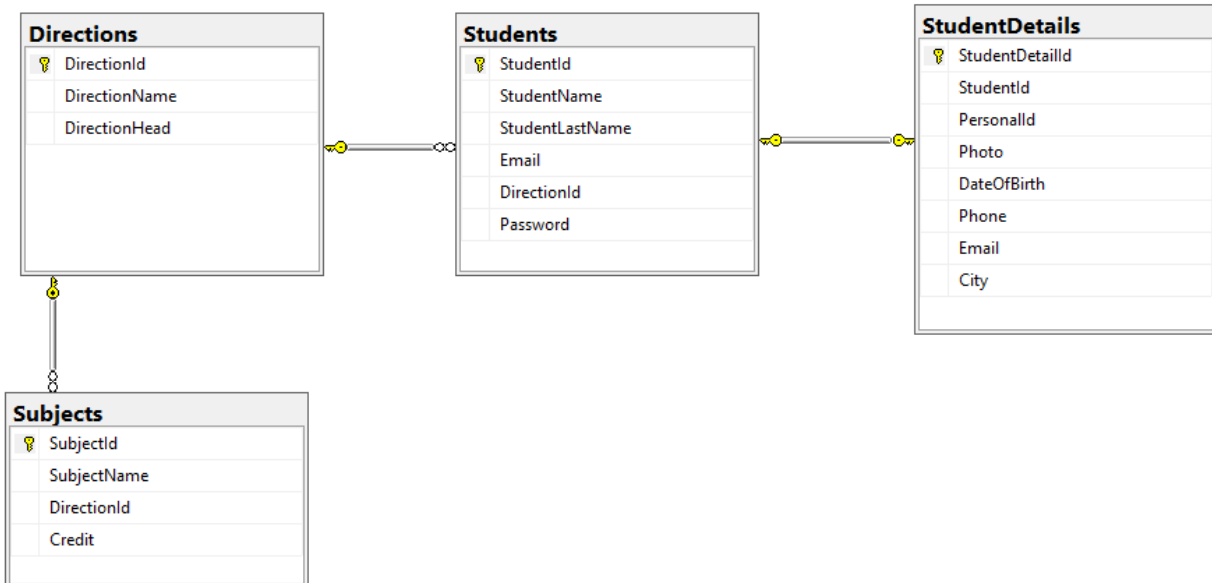 Directions
DirectionId
DirectionName
DirectionHead
Students
StudentId
StudentName
StudentLastName
Email
DirectionId
Password
StudentDetails
StudentDetailId
StudentId
PersonalId
Photo
DateOfBirth
Phone
Email
City
Subjects
SubjectId
SubjectName
DirectionId
Credit